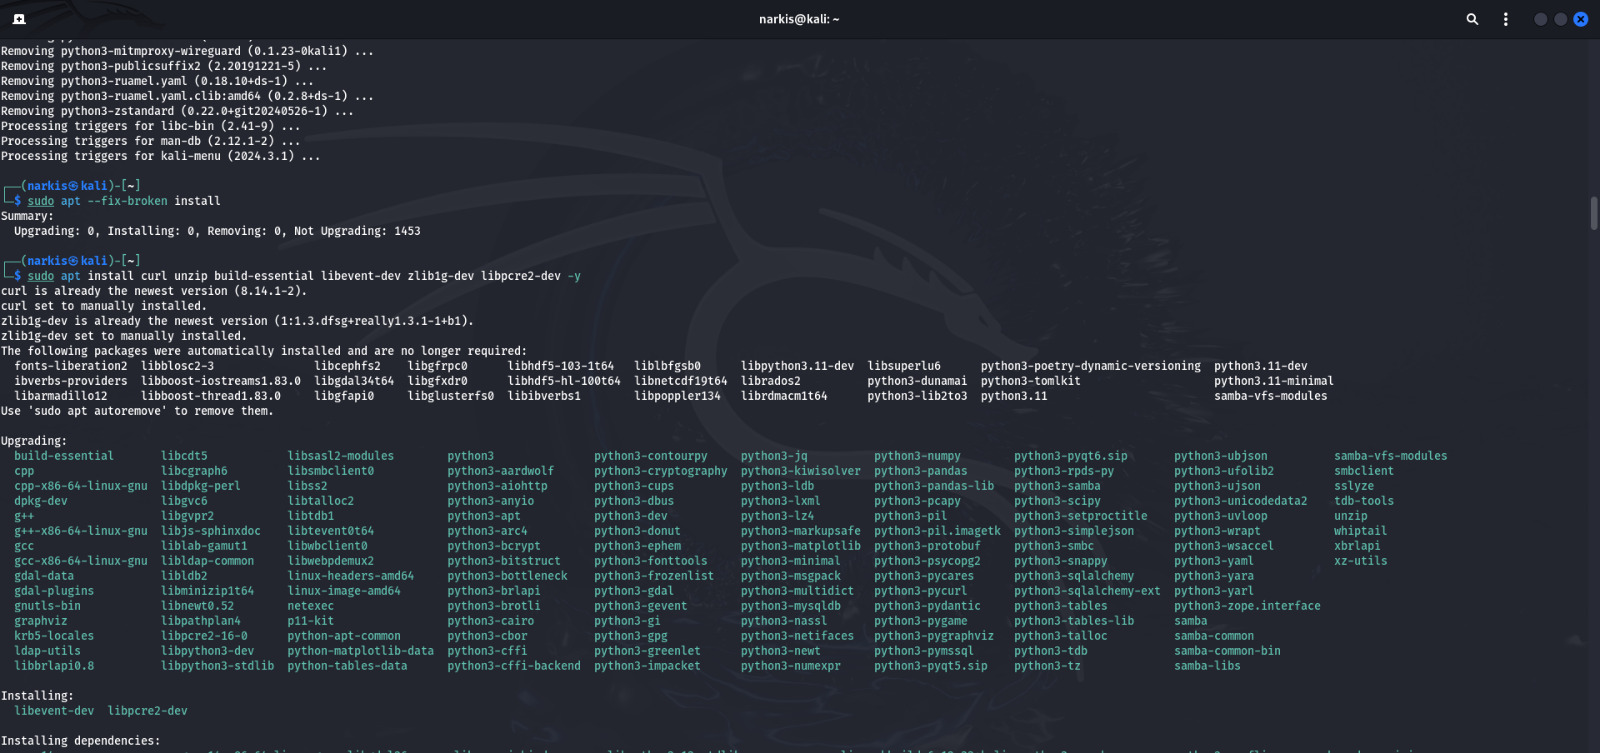 narkis@kali: ~
Removing python3-mitmproxy-wireguard (0.1.23-0kali1) ...
Removing python3-publicsuffix2 (2.20191221-5) ...
Removing python3-ruamel.yaml (0.18.10+ds-1) ...
Removing python3-ruamel.yaml.clib:amd64 (0.2.8+ds-1) ...
Removing python3-zstandard (0.22.0+git20240526-1) ...
Processing triggers for libc-bin (2.41-9) ...
Processing triggers for man-db (2.12.1-2) ...
Processing triggers for kali-menu (2024.3.1) ...
┌──(narkis㉿kali)-[~]
└─$ sudo apt --fix-broken install
Summary:
Upgrading: 0, Installing: 0, Removing: 0, Not Upgrading: 1453
┌──(narkis㉿kali)-[~]
└─$ sudo apt install curl unzip build-essential libevent-dev zlib1g-dev libpcre2-dev -y
curl is already the newest version (8.14.1-2).
curl set to manually installed.
zlib1g-dev is already the newest version (1:1.3.dfsg+really1.3.1-1+b1).
zlib1g-dev set to manually installed.
The following packages were automatically installed and are no longer required:
fonts-liberation2 libblosc2-3 libcephfs2 libgfrpc0 libhdf5-103-1t64 liblbfgsb0 libpython3.11-dev libsuperlu6 python3-poetry-dynamic-versioning python3.11-dev
ibverbs-providers libboost-iostreams1.83.0 libgdal34t64 libgfxdr0 libhdf5-hl-100t64 libnetcdf19t64 librados2 python3-dunamai python3-tomlkit python3.11-minimal
libarmadillo12 libboost-thread1.83.0 libgfapi0 libglusterfs0 libibverbs1 libpoppler134 librdmacm1t64 python3-lib2to3 python3.11 samba-vfs-modules
Use 'sudo apt autoremove' to remove them.
Upgrading:
build-essential libcdt5 libsasl2-modules python3 python3-contourpy python3-jq python3-numpy python3-pyqt6.sip python3-ubjson samba-vfs-modules
cpp libcgraph6 libsmbclient0 python3-aardwolf python3-cryptography python3-kiwisolver python3-pandas python3-rpds-py python3-ufolib2 smbclient
cpp-x86-64-linux-gnu libdpkg-perl libss2 python3-aiohttp python3-cups python3-ldb python3-pandas-lib python3-samba python3-ujson sslyze
dpkg-dev libgvc6 libtalloc2 python3-anyio python3-dbus python3-lxml python3-pcapy python3-scipy python3-unicodedata2 tdb-tools
g++ libgvpr2 libtdb1 python3-apt python3-dev python3-lz4 python3-pil python3-setproctitle python3-uvloop unzip
g++-x86-64-linux-gnu libjs-sphinxdoc libtevent0t64 python3-arc4 python3-donut python3-markupsafe python3-pil.imagetk python3-simplejson python3-wrapt whiptail
gcc liblab-gamut1 libwbclient0 python3-bcrypt python3-ephem python3-matplotlib python3-protobuf python3-smbc python3-wsaccel xbrlapi
gcc-x86-64-linux-gnu libldap-common libwebpdemux2 python3-bitstruct python3-fonttools python3-minimal python3-psycopg2 python3-snappy python3-yaml xz-utils
gdal-data libldb2 linux-headers-amd64 python3-bottleneck python3-frozenlist python3-msgpack python3-pycares python3-sqlalchemy python3-yara
gdal-plugins libminizip1t64 linux-image-amd64 python3-brlapi python3-gdal python3-multidict python3-pycurl python3-sqlalchemy-ext python3-yarl
gnutls-bin libnewt0.52 netexec python3-brotli python3-gevent python3-mysqldb python3-pydantic python3-tables python3-zope.interface
graphviz libpathplan4 p11-kit python3-cairo python3-gi python3-nassl python3-pygame python3-tables-lib samba
krb5-locales libpcre2-16-0 python-apt-common python3-cbor python3-gpg python3-netifaces python3-pygraphviz python3-talloc samba-common
ldap-utils libpython3-dev python-matplotlib-data python3-cffi python3-greenlet python3-newt python3-pymssql python3-tdb samba-common-bin
libbrlapi0.8 libpython3-stdlib python-tables-data python3-cffi-backend python3-impacket python3-numexpr python3-pyqt5.sip python3-tz samba-libs
Installing:
libevent-dev libpcre2-dev
Installing dependencies: